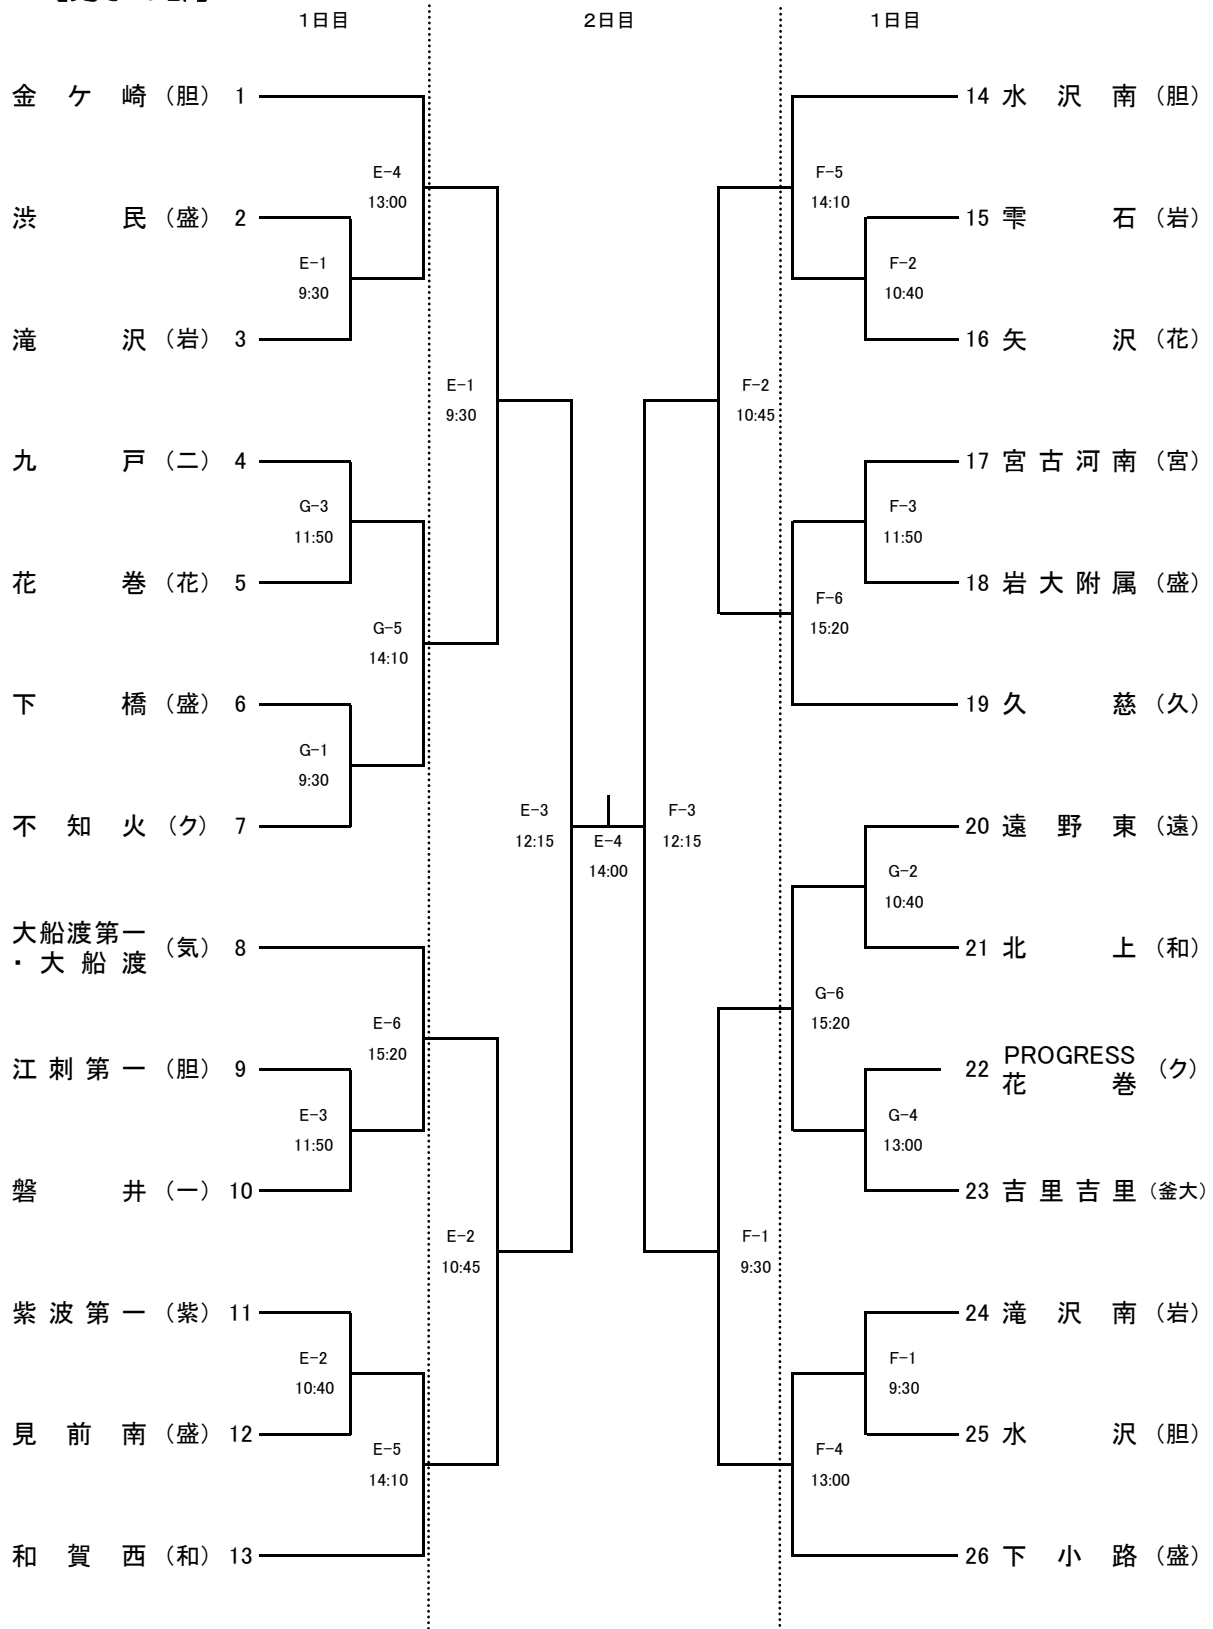 1日目 2日目 1日目
金ケ崎（胆） 1
渋民（盛） 2
滝沢（岩） 3
九戸（二） 4
花巻（花） 5
下橋（盛） 6
不知火（ク） 7
大船渡第一
・大船渡（気） 8
江刺第一（胆） 9
磐井（一） 10
紫波第一（紫） 11
見前南（盛） 12
和賀西（和） 13
E-4
13:00
E-1
9:30
G-3
11:50
G-5
14:10
G-1
9:30
E-6
15:20
E-3
11:50
E-2
10:40
E-5
14:10
E-1
9:30
E-2
10:45
E-3
12:15
E-4
14:00
F-3
12:15
F-2
10:45
F-1
9:30
F-5
14:10
F-2
10:40
F-3
11:50
F-6
15:20
G-2
10:40
G-6
15:20
G-4
13:00
F-1
9:30
F-4
13:00
14 水沢南（胆）
15 雫石（岩）
16 矢沢（花）
17 宮古河南（宮）
18 岩大附属（盛）
19 久慈（久）
20 遠野東（遠）
21 北上（和）
22 PROGRESS
花巻（ク）
23 吉里吉里（釜大）
24 滝沢南（岩）
25 水沢（胆）
26 下小路（盛）